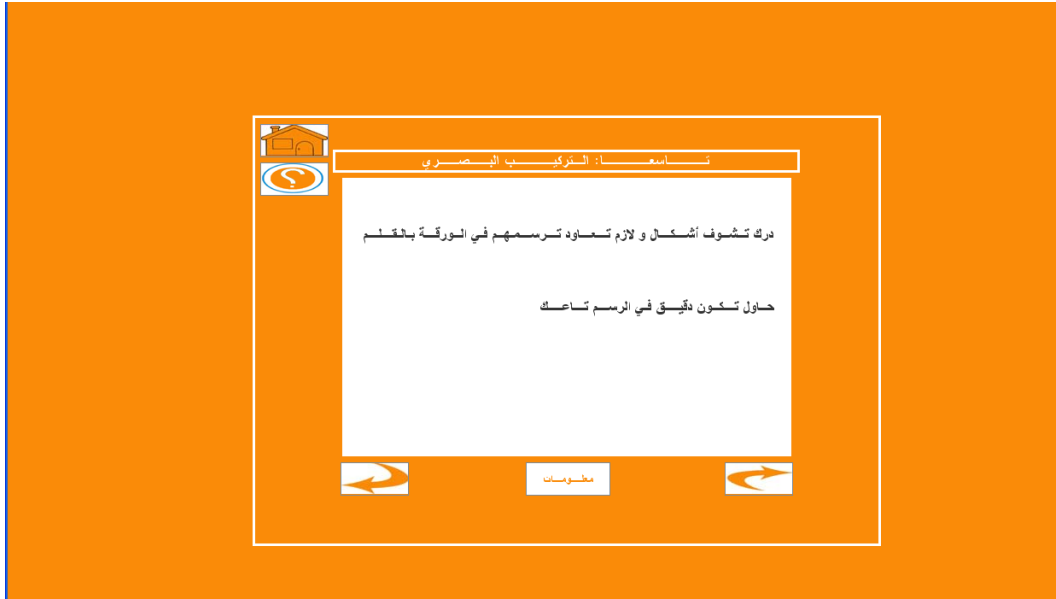 تاسعا: التركيب البصري
درك تشوف أشكال و لازم تعاود ترسمهم في الورقة بالقلم
حاول تكون دقيق في الرسم تاعك
معلومات